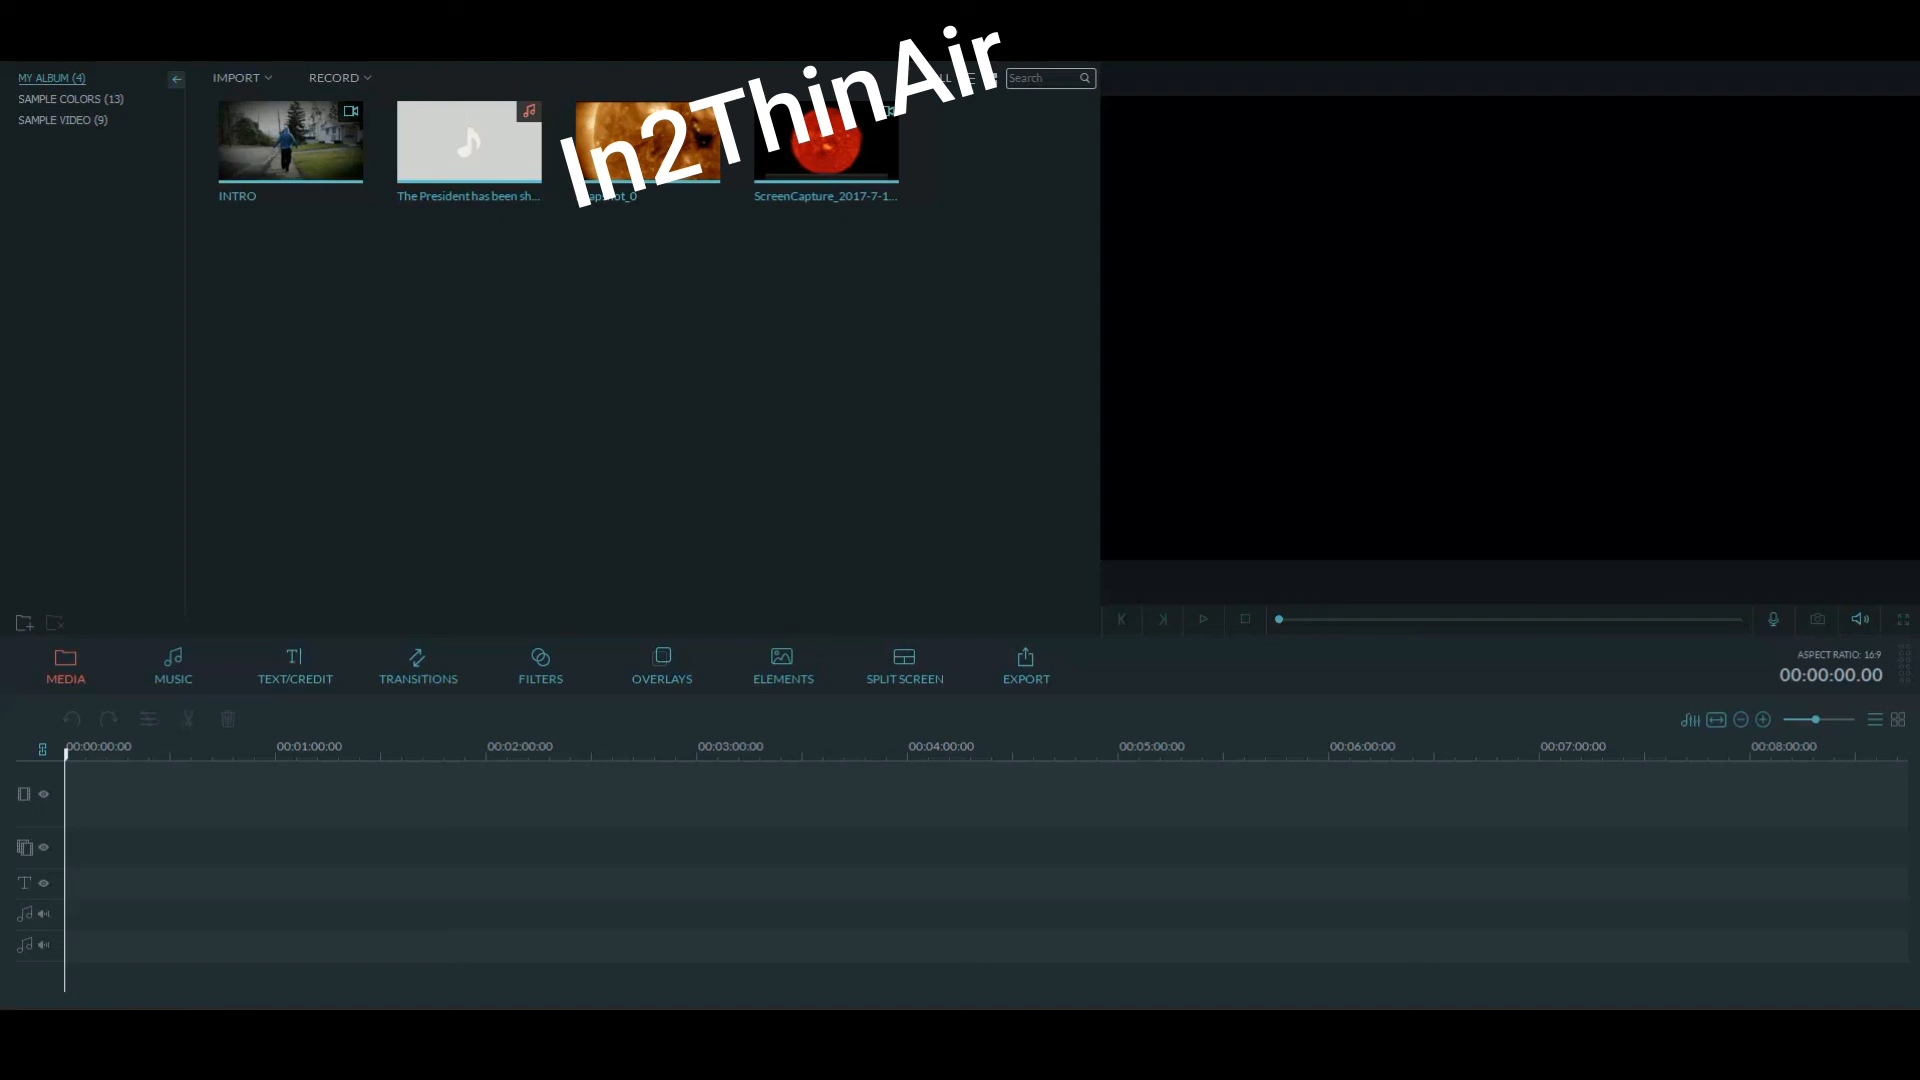 In2ThinAir
MY ALBUM (4)
SAMPLE COLORS (13)
SAMPLE VIDEO (9)
IMPORT
RECORD
Search
INTRO
The President has been sh...
ScreenCapture_2017-7-1...
MEDIA
MUSIC
TEXT/CREDIT
TRANSITIONS
FILTERS
OVERLAYS
ELEMENTS
SPLIT SCREEN
EXPORT
ASPECT RATIO: 16:9
00:00:00.00
00:00:00:00
00:01:00:00
00:02:00:00
00:03:00:00
00:04:00:00
00:05:00:00
00:06:00:00
00:07:00:00
00:08:00:00